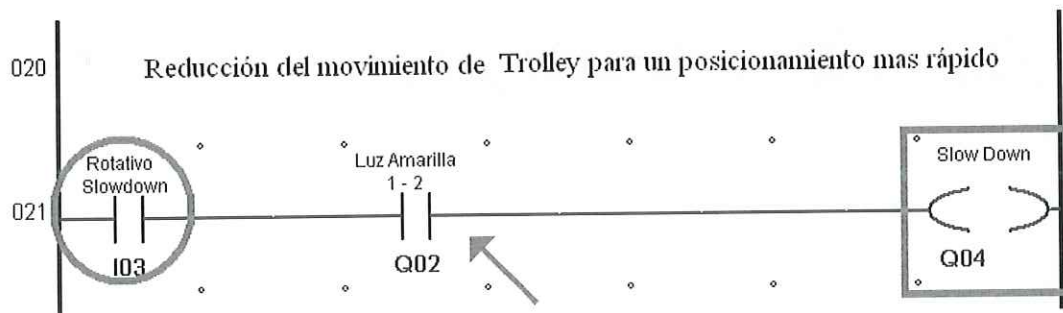 020
Reducción del movimiento de Trolley para un posicionamiento mas rápido
Rotativo
Slowdown
Luz Amarilla
1 - 2
Slow Down
021
I03
Q02
Q04